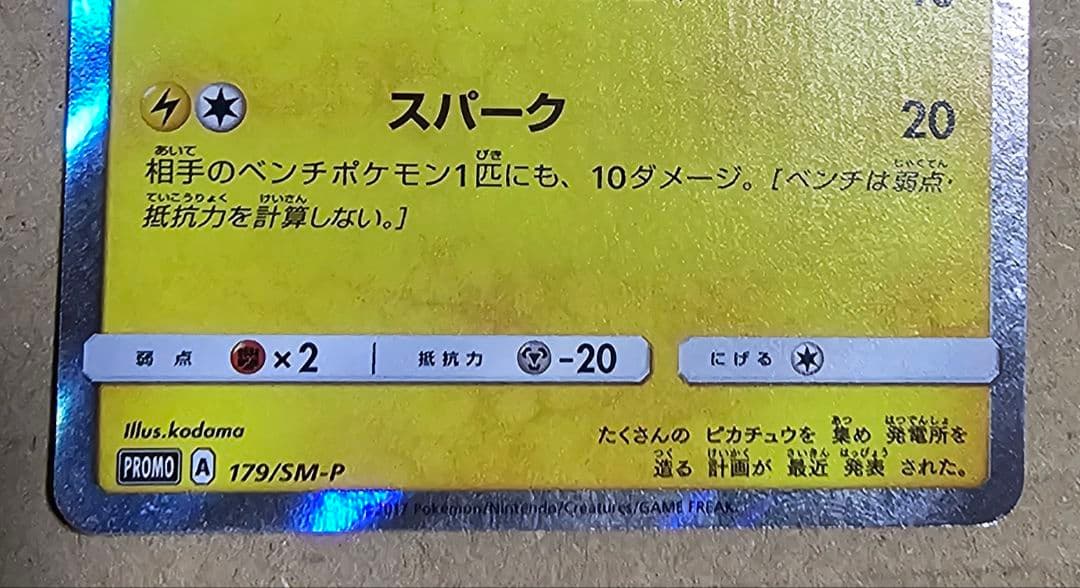 スパーク 20
相手のベンチポケモン1匹にも、10ダメージ。[ベンチは弱点・
抵抗力を計算しない。]
弱点 ×2 抵抗力 -20 にげる
Illus.kodama
たくさんの ピカチュウを 集め 発電所を
造る 計画が 最近 発表 された。
PROMO A 179/SM-P
©2017 Pokémon/Nintendo/Creatures/GAME FREAK.